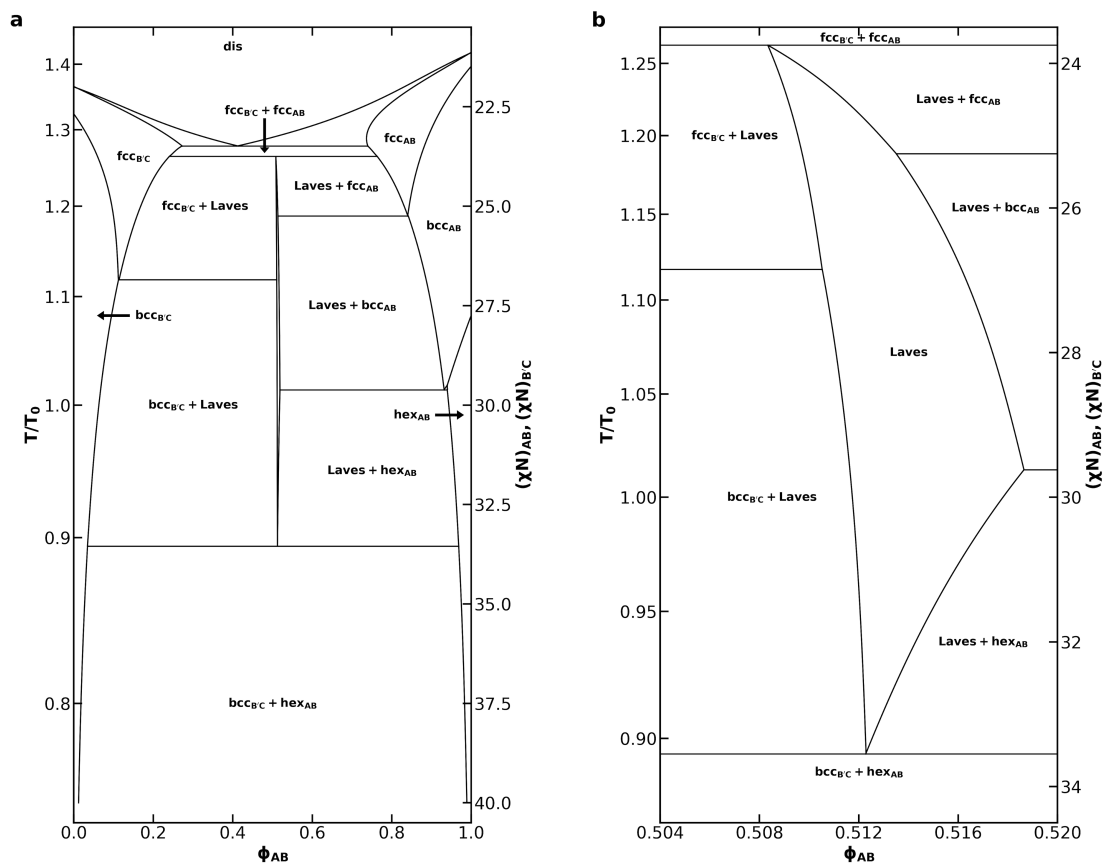 a
dis
1.4
22.5
fcc_B′C + fcc_AB
1.3
fcc_AB
fcc_B′C
Laves + fcc_AB
fcc_B′C + Laves
1.2
25.0
bcc_AB
1.1
Laves + bcc_AB
27.5
bcc_B′C
T/T₀
bcc_B′C + Laves
1.0
30.0
hex_AB
(χN)_AB, (χN)_B′C
Laves + hex_AB
32.5
0.9
35.0
bcc_B′C + hex_AB
0.8
37.5
40.0
0.0 0.2 0.4 0.6 0.8 1.0
ϕ_AB
b
fcc_B′C + fcc_AB
1.25
24
Laves + fcc_AB
1.20
fcc_B′C + Laves
Laves + bcc_AB
26
1.15
1.10
Laves
28
1.05
T/T₀
(χN)_AB, (χN)_B′C
bcc_B′C + Laves
1.00
30
0.95
Laves + hex_AB
32
0.90
bcc_B′C + hex_AB
34
0.504 0.508 0.512 0.516 0.520
ϕ_AB